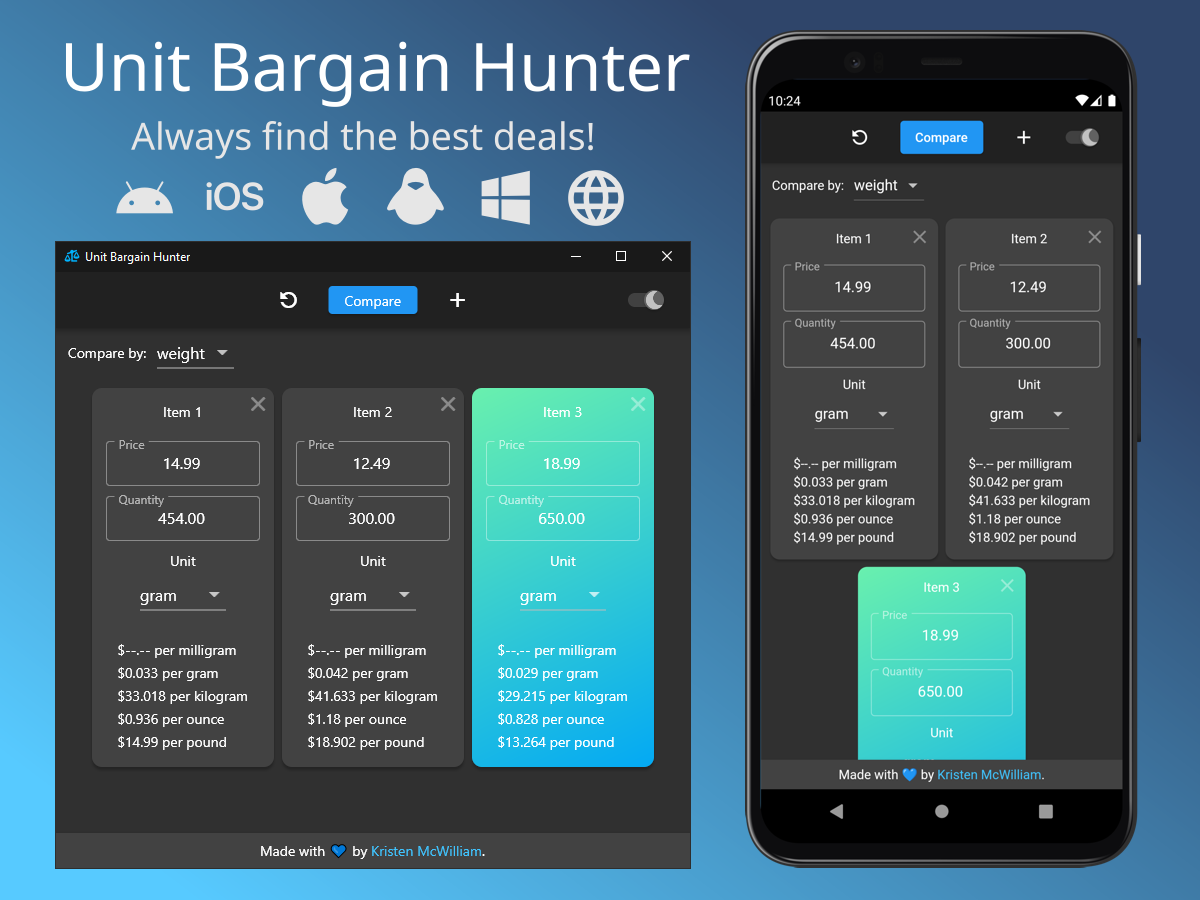 Unit Bargain Hunter
Always find the best deals!
iOS
Unit Bargain Hunter
Compare
Compare by: weight
Item 1
Price
14.99
Quantity
454.00
Unit
gram
$--.-- per milligram
$0.033 per gram
$33.018 per kilogram
$0.936 per ounce
$14.99 per pound
Item 2
Price
12.49
Quantity
300.00
Unit
gram
$--.-- per milligram
$0.042 per gram
$41.633 per kilogram
$1.18 per ounce
$18.902 per pound
Item 3
Price
18.99
Quantity
650.00
Unit
gram
$--.-- per milligram
$0.029 per gram
$29.215 per kilogram
$0.828 per ounce
$13.264 per pound
Made with 💙 by Kristen McWilliam.
10:24
Compare
Compare by: weight
Item 1
Price
14.99
Quantity
454.00
Unit
gram
$--.-- per milligram
$0.033 per gram
$33.018 per kilogram
$0.936 per ounce
$14.99 per pound
Item 2
Price
12.49
Quantity
300.00
Unit
gram
$--.-- per milligram
$0.042 per gram
$41.633 per kilogram
$1.18 per ounce
$18.902 per pound
Item 3
Price
18.99
Quantity
650.00
Unit
Made with 💙 by Kristen McWilliam.